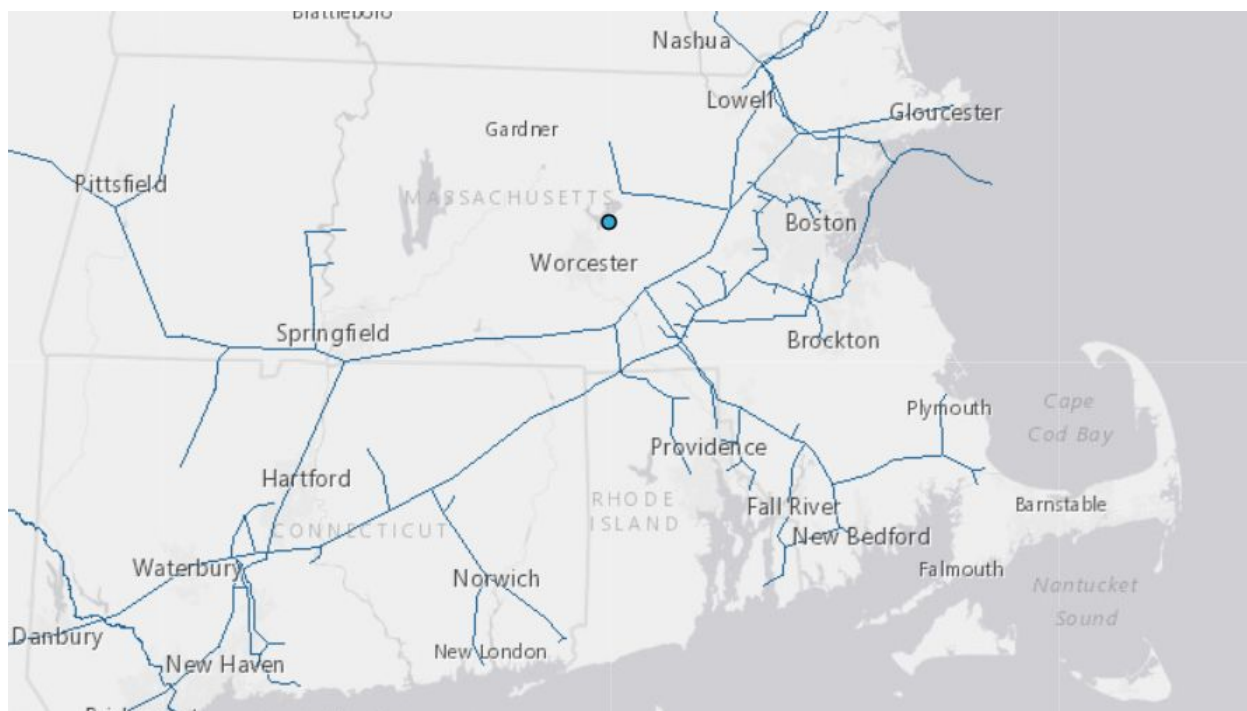 Nashua
Lowell
Gloucester
Gardner
Pittsfield
MASSACHUSETTS
Boston
Worcester
Springfield
Brockton
Plymouth
Cape
Cod Bay
Providence
Hartford
RHODE
ISLAND
Fall River
Barnstable
CONNECTICUT
New Bedford
Waterbury
Norwich
Falmouth
Nantucket
Sound
Danbury
New London
New Haven